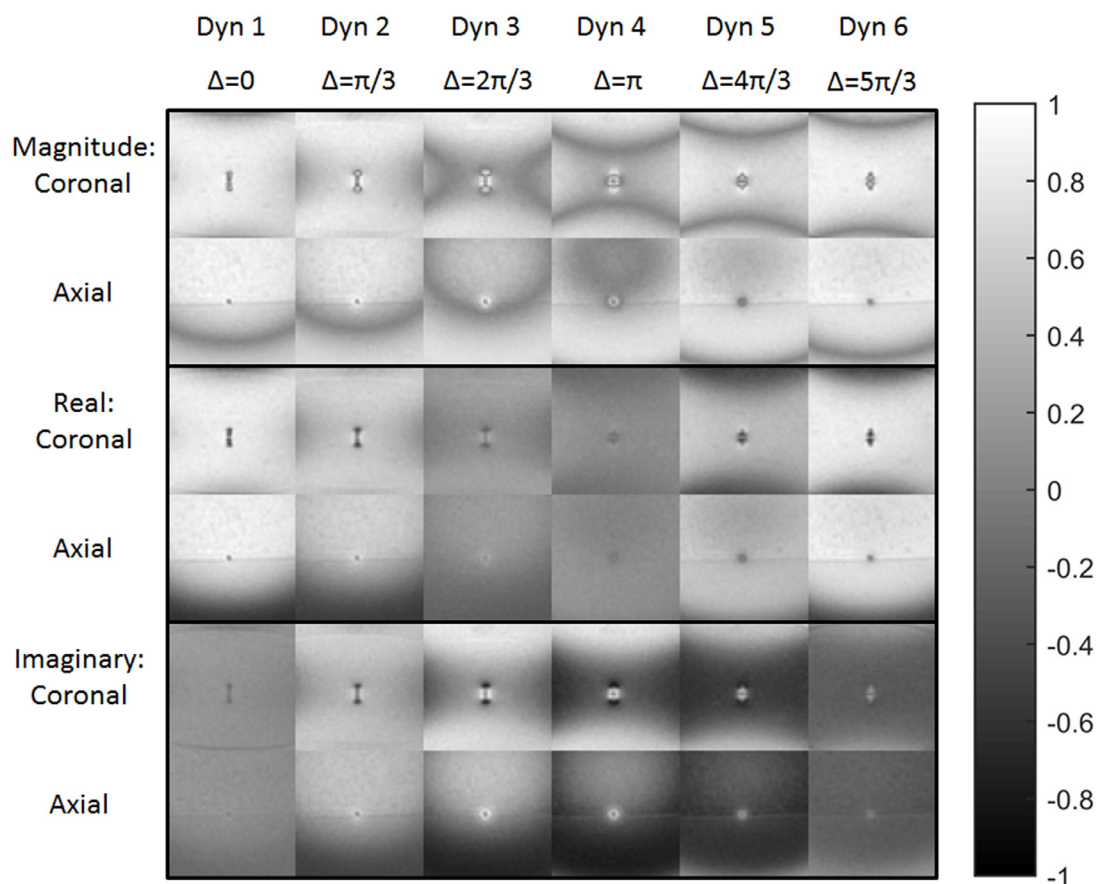 Dyn 1 Dyn 2 Dyn 3 Dyn 4 Dyn 5 Dyn 6
Δ=0 Δ=π/3 Δ=2π/3 Δ=π Δ=4π/3 Δ=5π/3
Magnitude:
Coronal
Axial
Real:
Coronal
Axial
Imaginary:
Coronal
Axial
1
0.8
0.6
0.4
0.2
0
-0.2
-0.4
-0.6
-0.8
-1